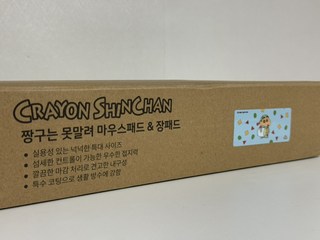 CRAYON SHINCHAN
짱구는 못말려 마우스패드 & 장패드
• 실용성 있는 넉넉한 특대 사이즈
• 섬세한 컨트롤이 가능한 우수한 접지력
• 깔끔한 마감 처리로 견고한 내구성
• 특수 코팅으로 생활 방수에 강함